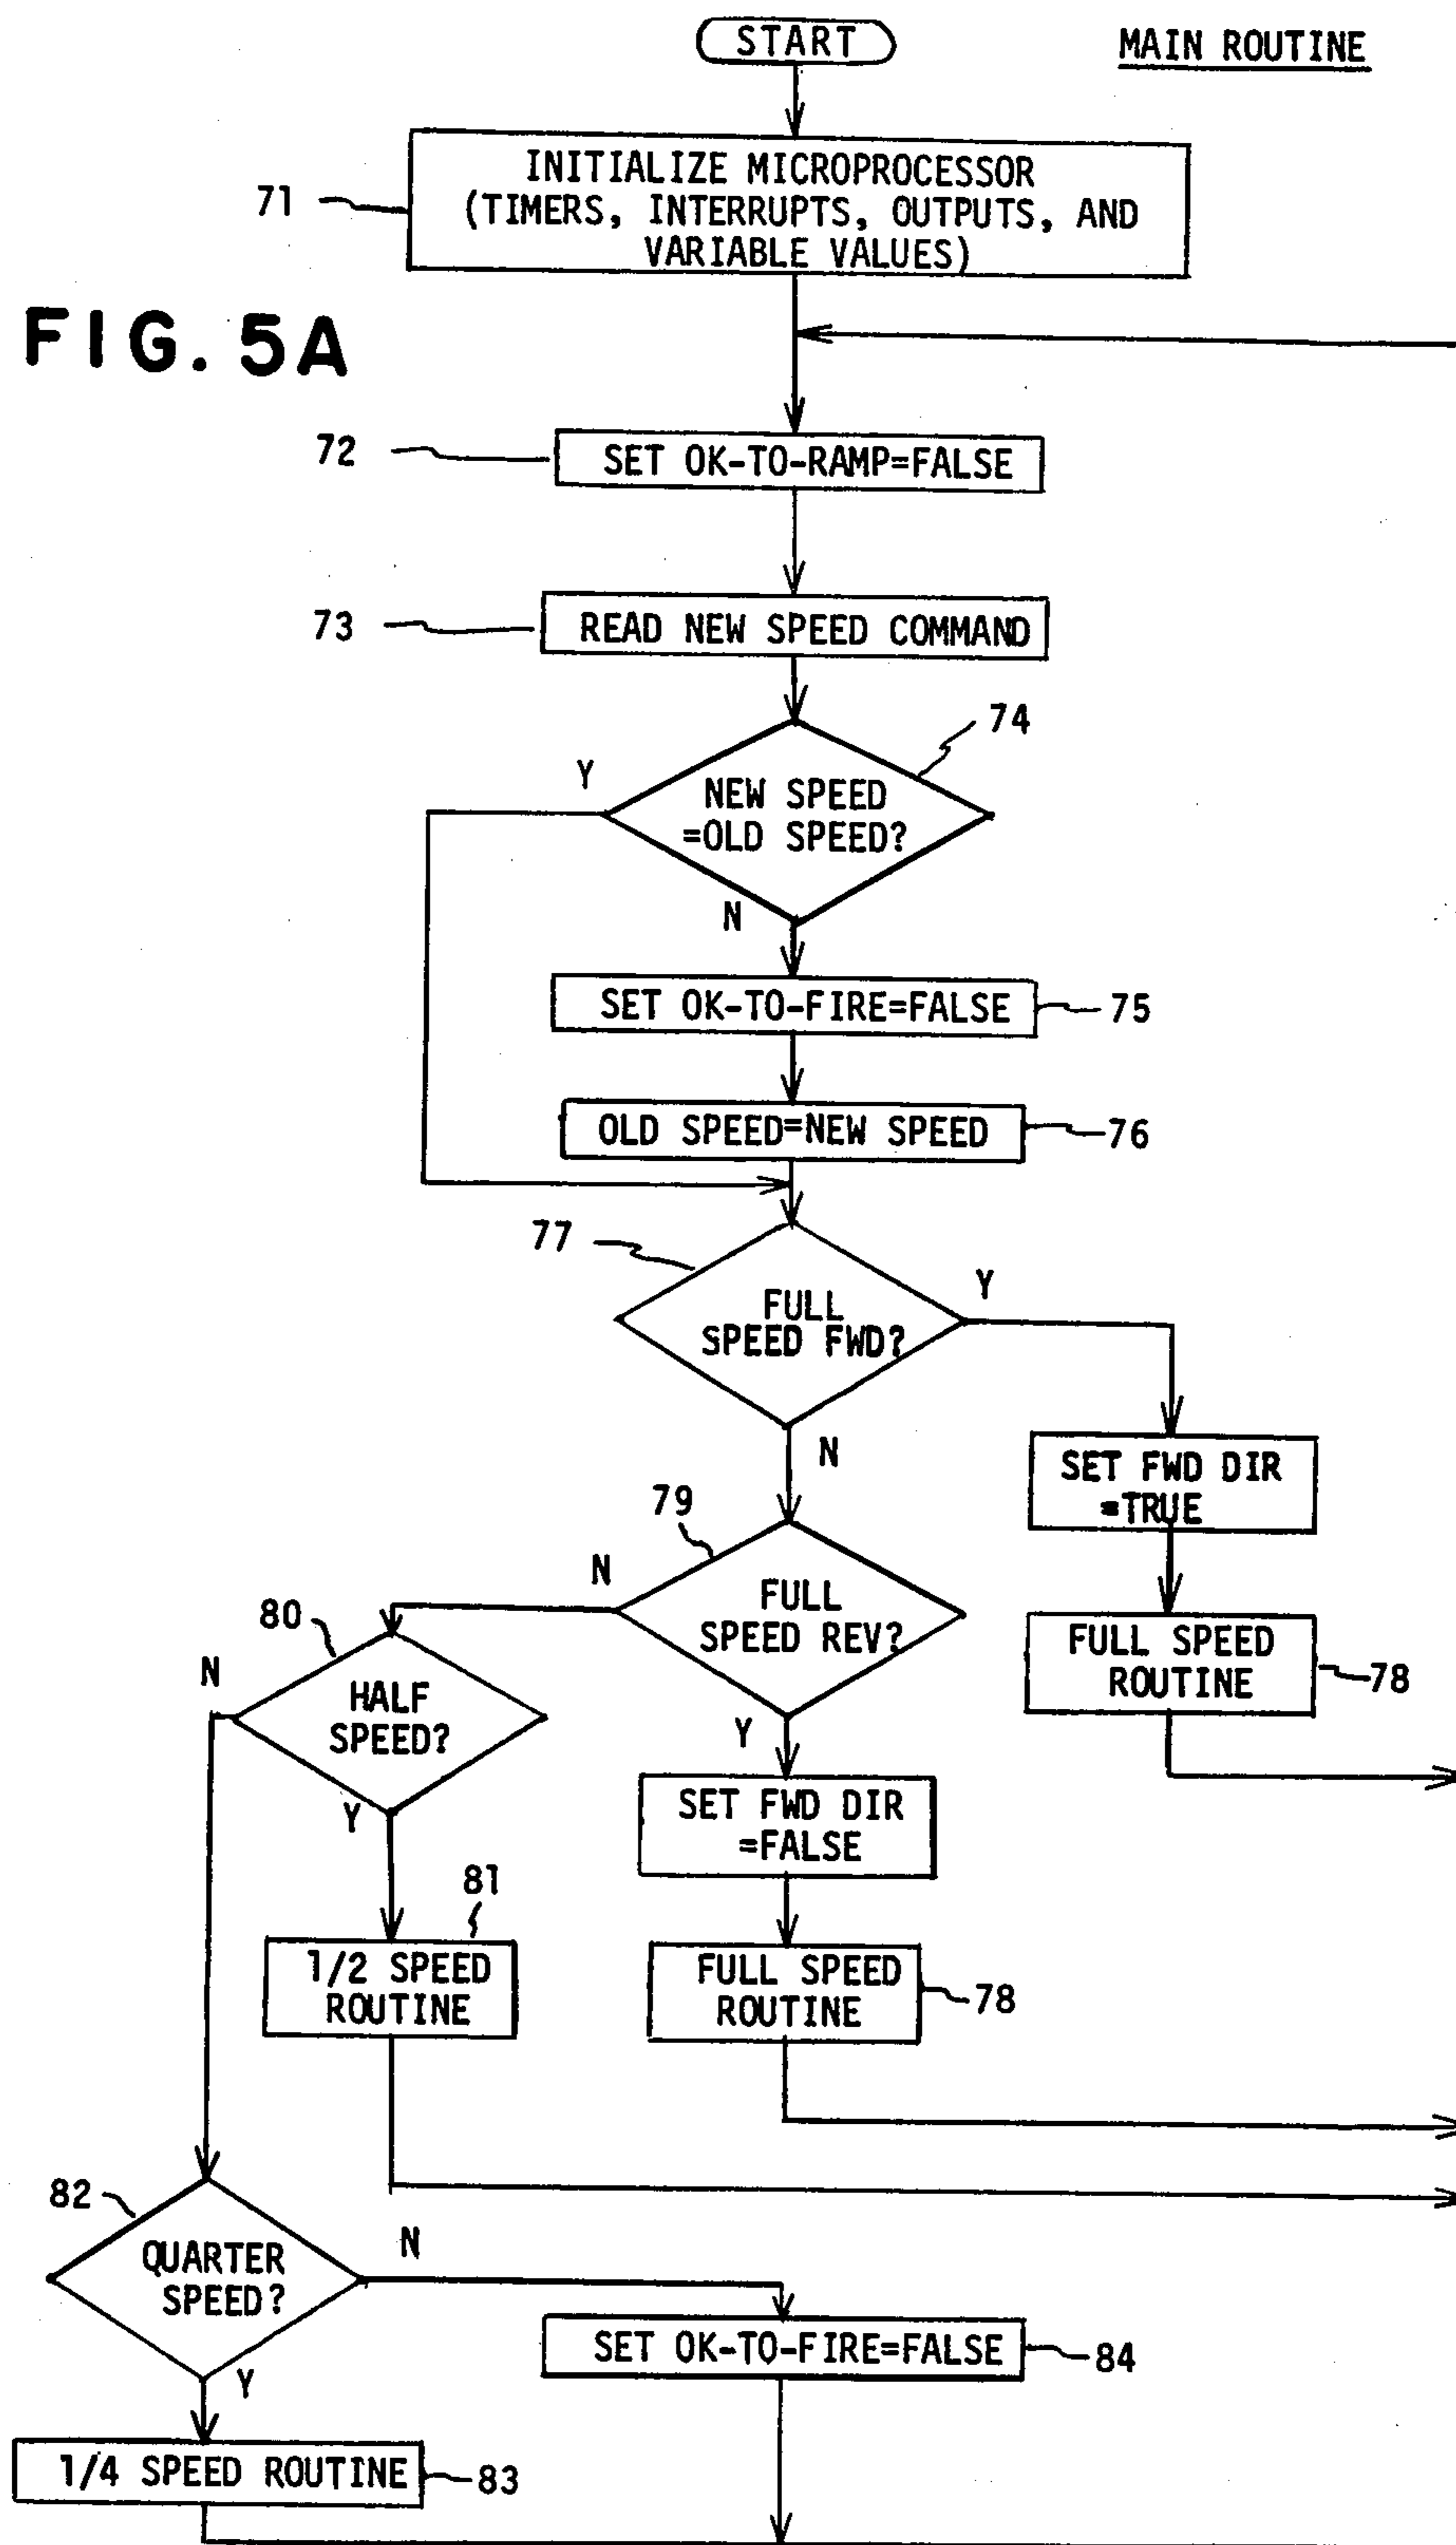 START
MAIN ROUTINE
INITIALIZE MICROPROCESSOR
(TIMERS, INTERRUPTS, OUTPUTS, AND
VARIABLE VALUES)
71
FIG. 5A
72
SET OK-TO-RAMP=FALSE
73
READ NEW SPEED COMMAND
74
Y
NEW SPEED
=OLD SPEED?
N
SET OK-TO-FIRE=FALSE
75
OLD SPEED=NEW SPEED
76
77
FULL
SPEED FWD?
Y
N
SET FWD DIR
=TRUE
79
N
FULL
SPEED REV?
FULL SPEED
ROUTINE
78
80
N
HALF
SPEED?
Y
Y
SET FWD DIR
=FALSE
81
1/2 SPEED
ROUTINE
FULL SPEED
ROUTINE
78
82
QUARTER
SPEED?
N
SET OK-TO-FIRE=FALSE
84
Y
1/4 SPEED ROUTINE
83